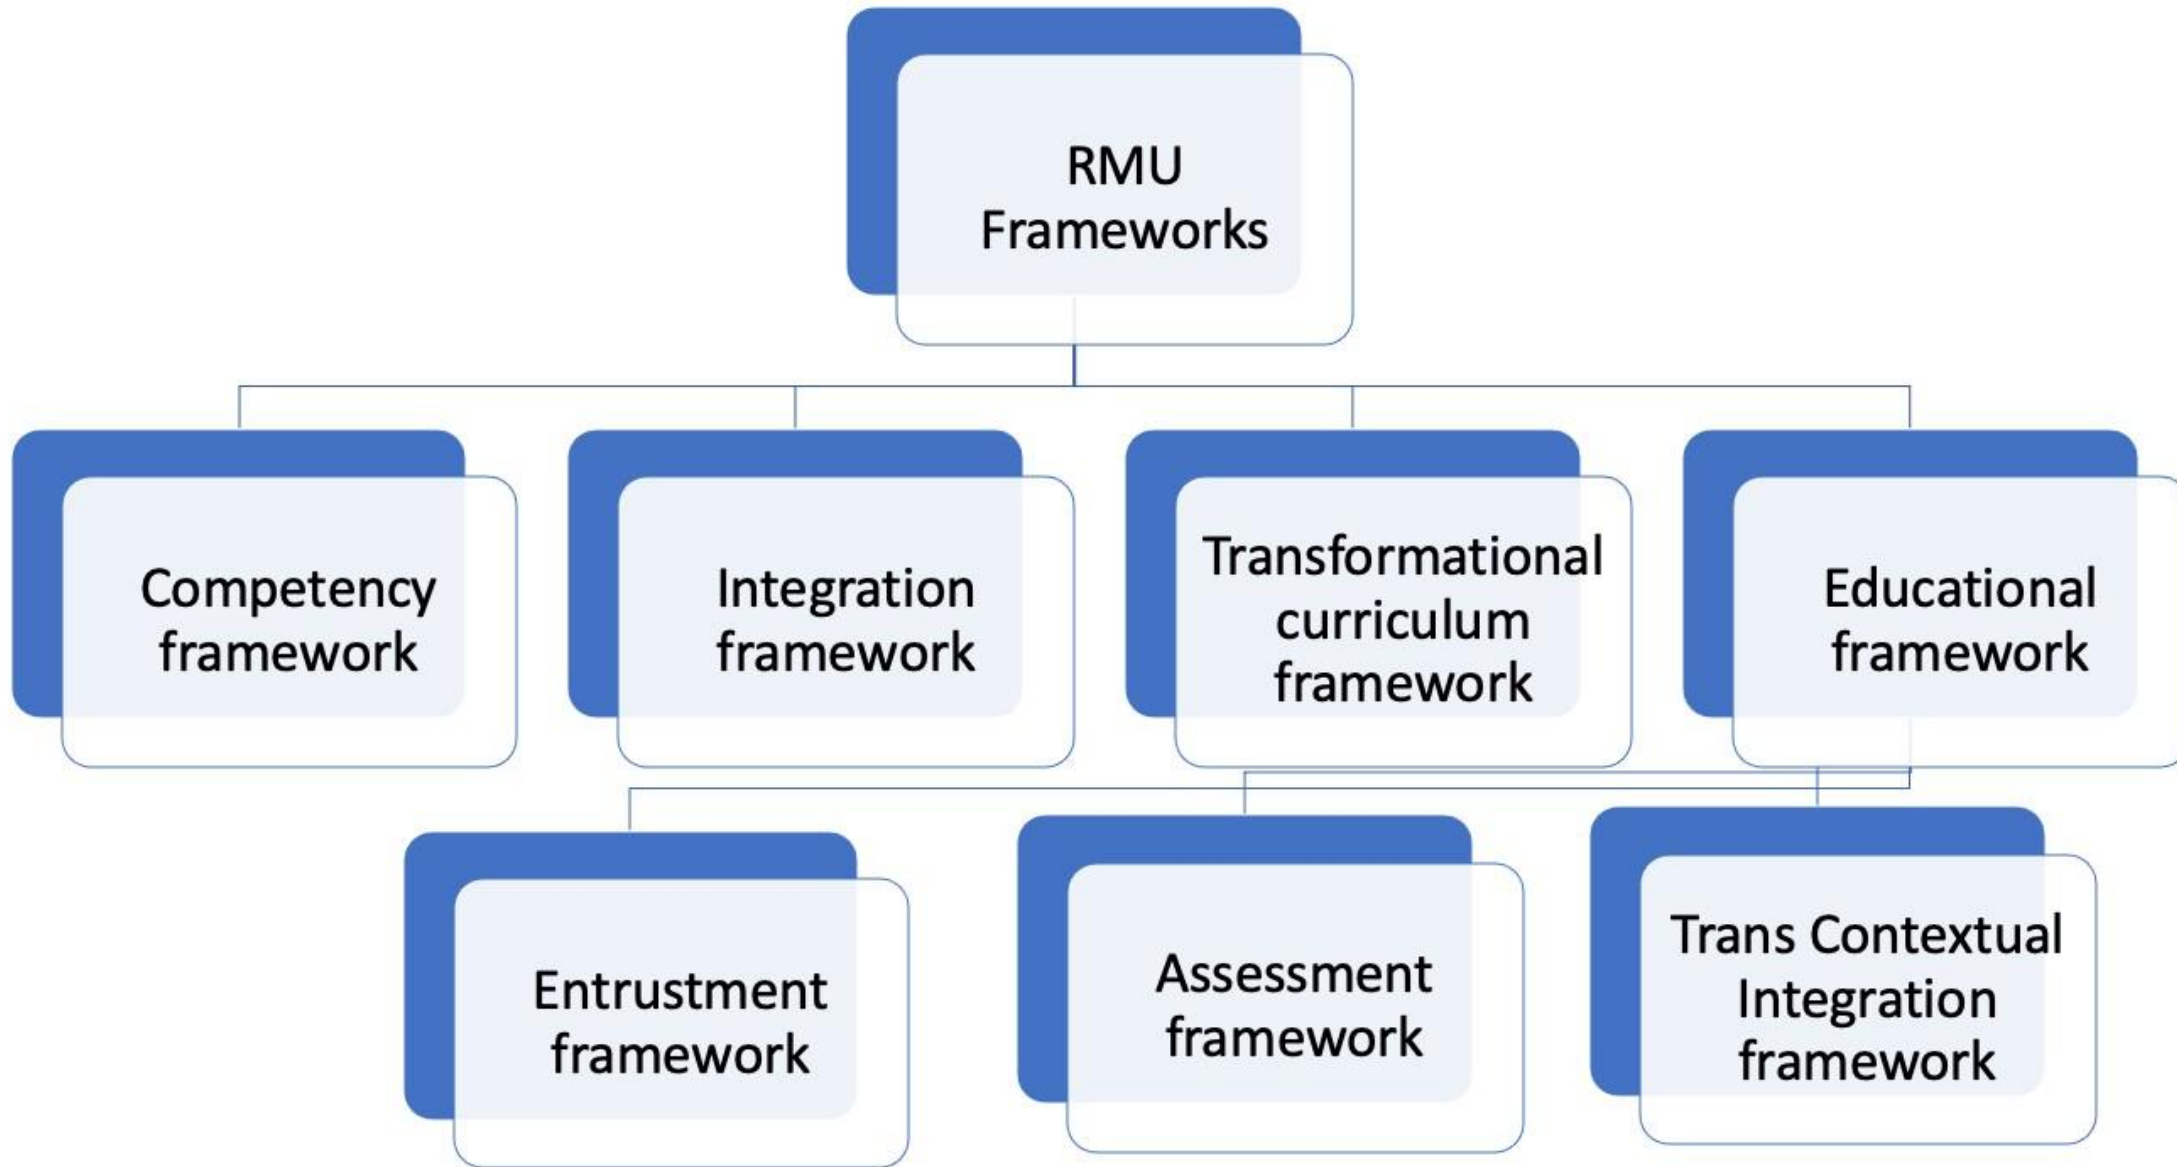 RMU
Frameworks
Competency
framework
Integration
framework
Transformational
curriculum
framework
Educational
framework
Entrustment
framework
Assessment
framework
Trans Contextual
Integration
framework